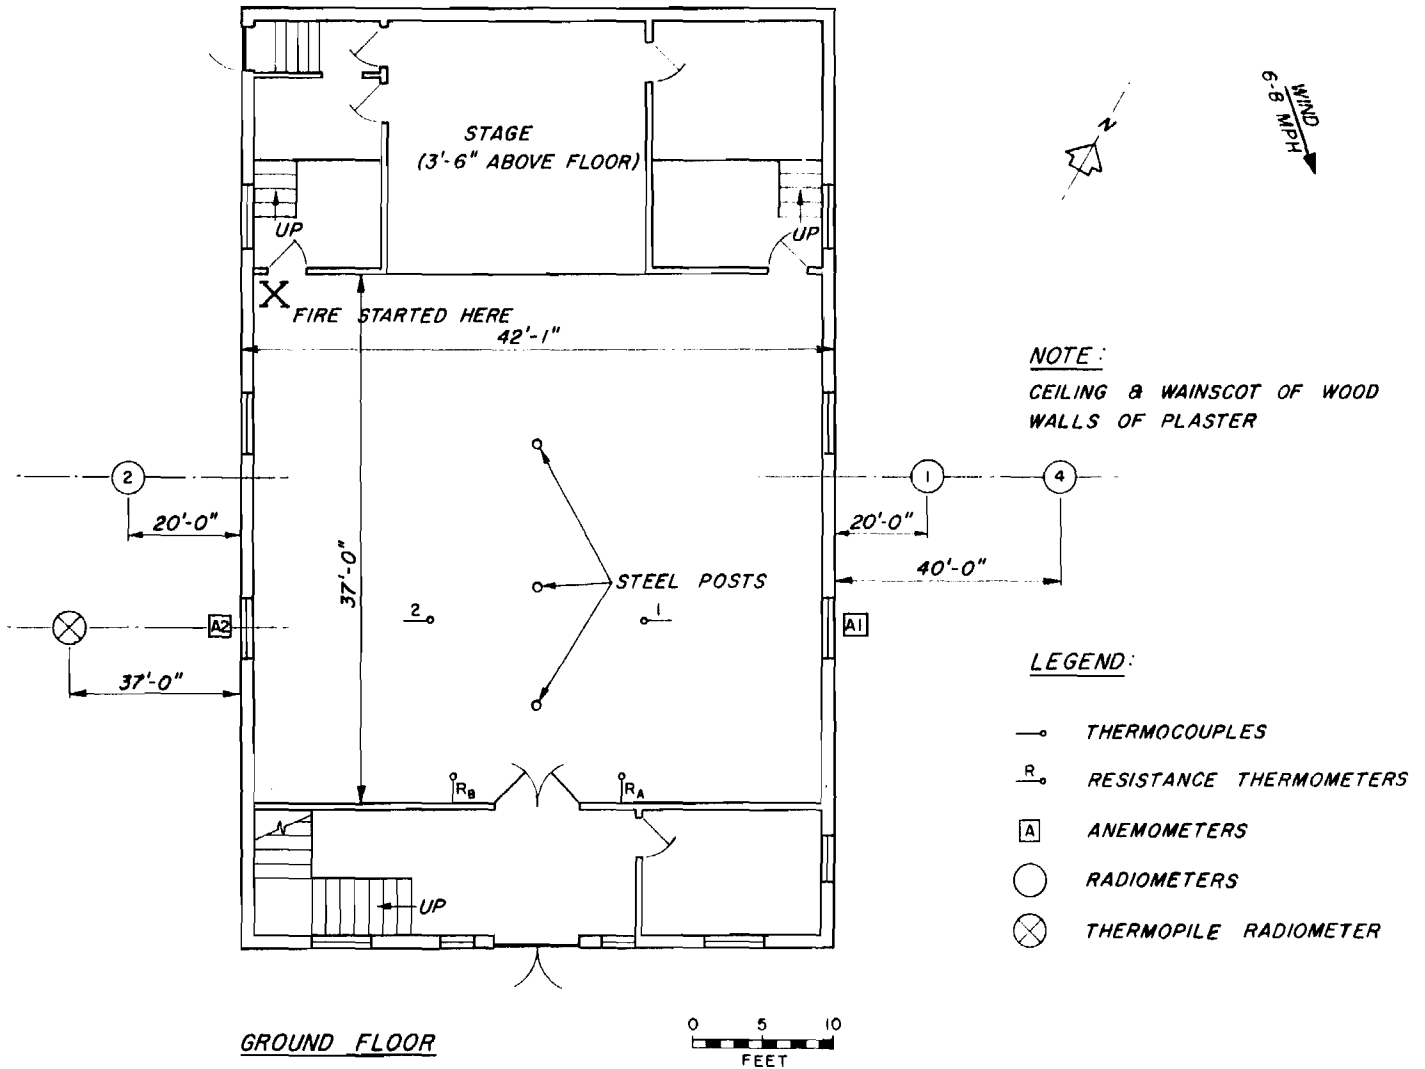 STAGE
(3'-6" ABOVE FLOOR)
N
WIND
6-8 MPH
UP
UP
X
FIRE STARTED HERE
42'-1"
NOTE:
CEILING & WAINSCOT OF WOOD
WALLS OF PLASTER
2
1
4
20'-0"
20'-0"
40'-0"
37'-0"
STEEL POSTS
2
1
A2
A1
37'-0"
RB
RA
UP
LEGEND:
THERMOCOUPLES
R
RESISTANCE THERMOMETERS
A
ANEMOMETERS
RADIOMETERS
THERMOPILE RADIOMETER
GROUND FLOOR
0 5 10
FEET